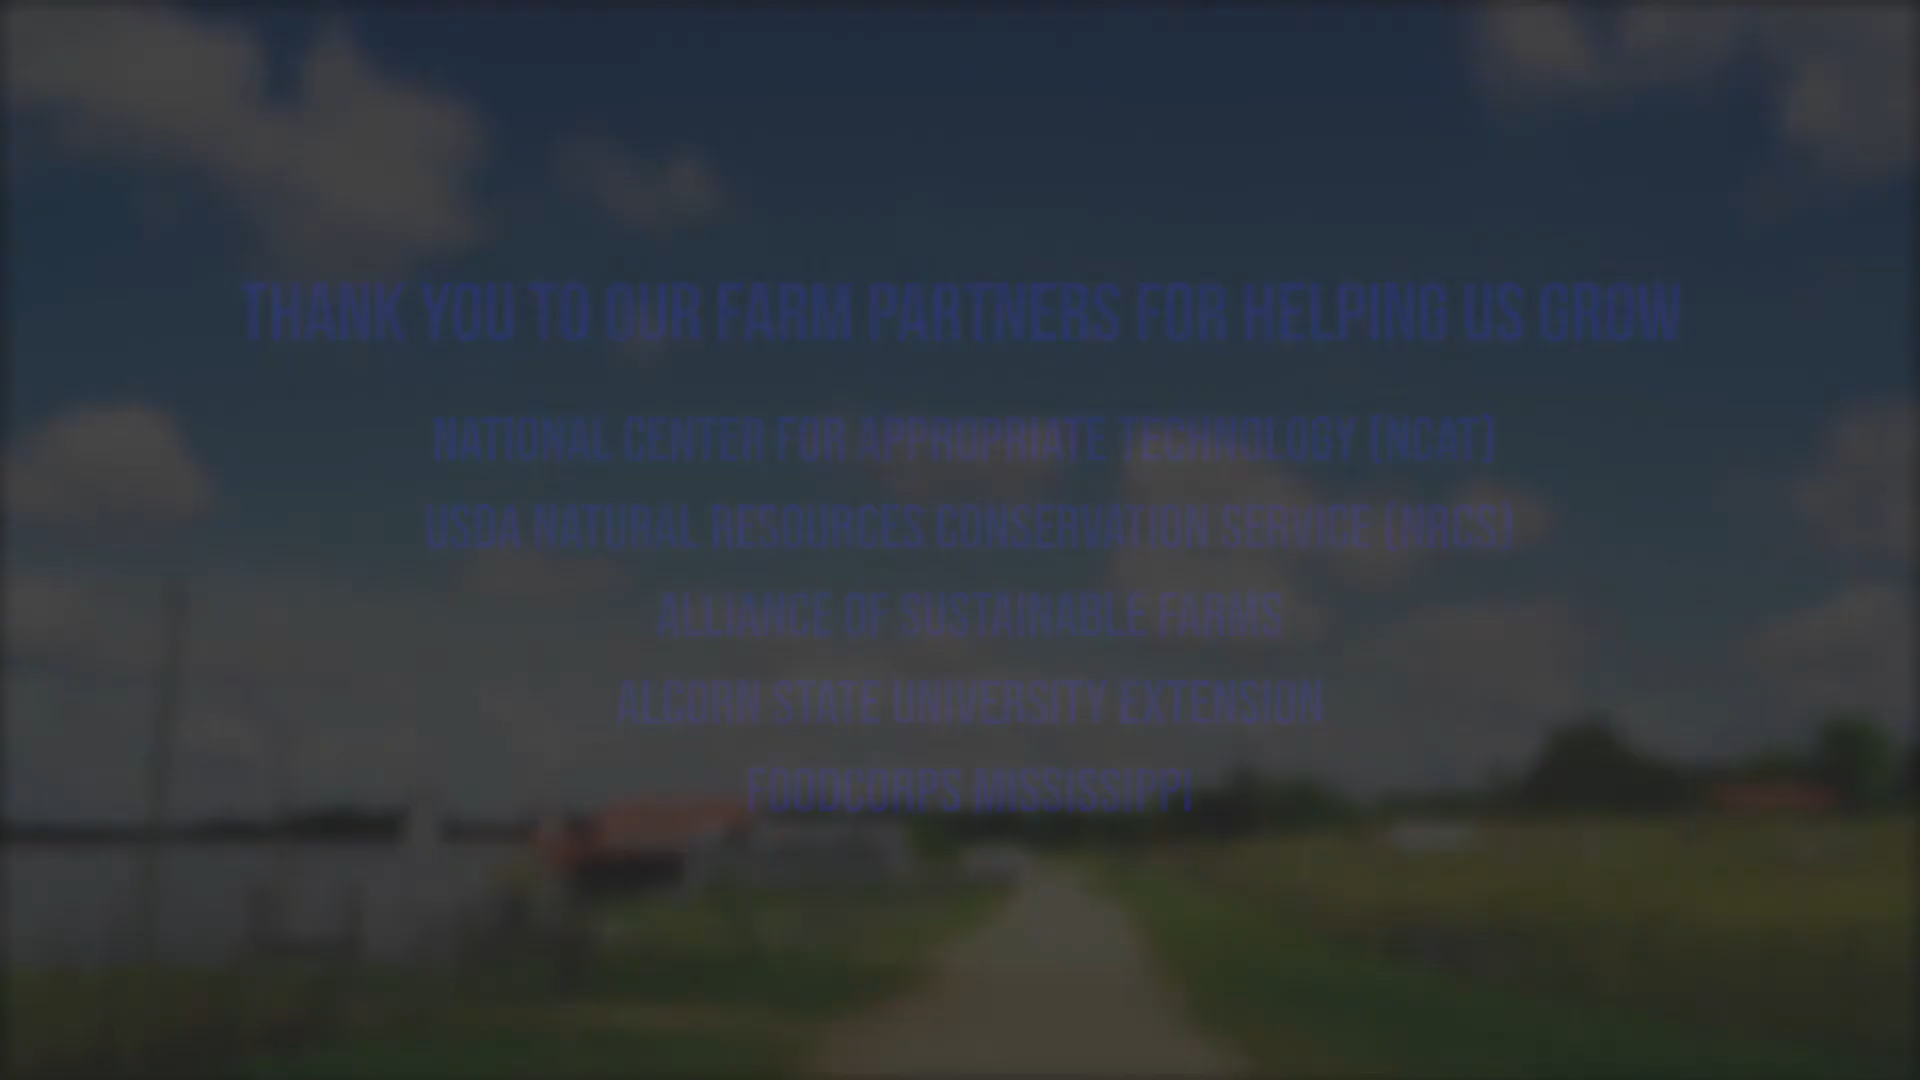 THANK YOU TO OUR FARM PARTNERS FOR HELPING US GROW
NATIONAL CENTER FOR APPROPRIATE TECHNOLOGY (NCAT)
USDA NATURAL RESOURCES CONSERVATION SERVICE (NRCS)
ALLIANCE OF SUSTAINABLE FARMS
ALCORN STATE UNIVERSITY EXTENSION
FOODCORPS MISSISSIPPI